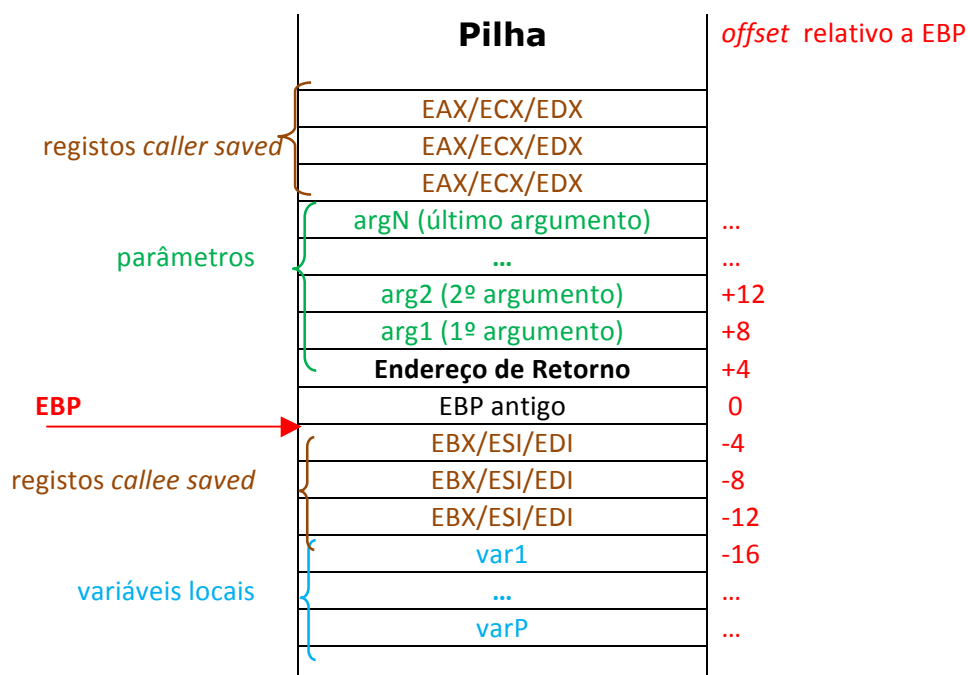 Pilha offset relativo a EBP
EAX/ECX/EDX
registos caller saved EAX/ECX/EDX
EAX/ECX/EDX
argN (último argumento) ...
parâmetros ... ...
arg2 (2º argumento) +12
arg1 (1º argumento) +8
Endereço de Retorno +4
EBP EBP antigo 0
EBX/ESI/EDI -4
registos callee saved EBX/ESI/EDI -8
EBX/ESI/EDI -12
var1 -16
variáveis locais ... ...
varP ...